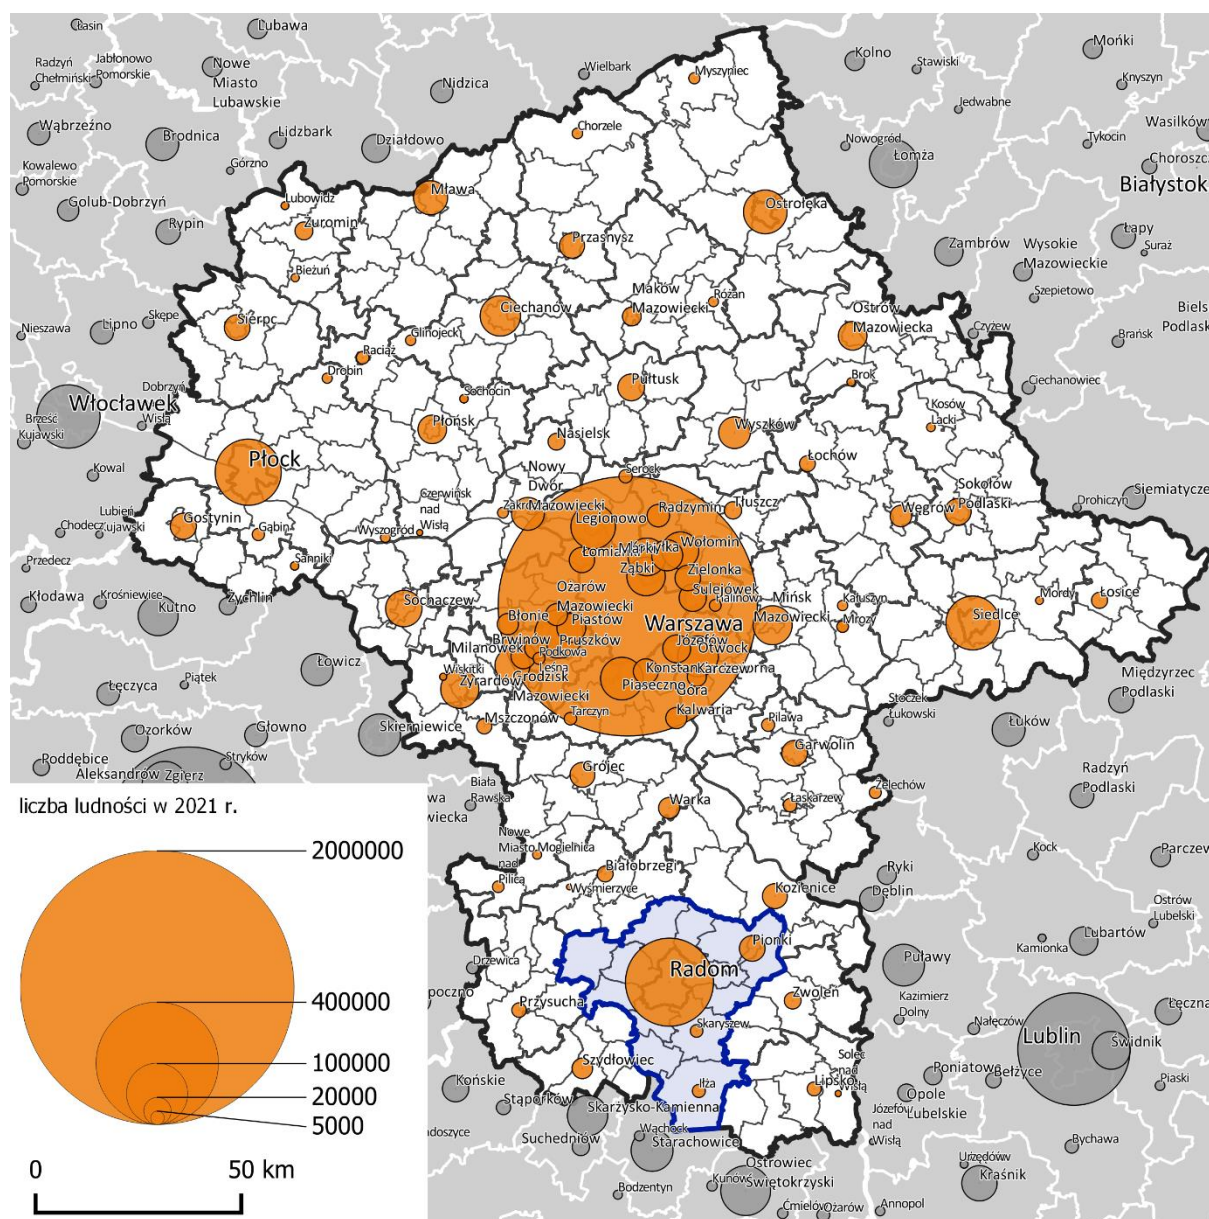 Łasin
Lubawa
Radzyń
Chełmiński
Jabłonowo
Pomorskie
Nowe
Miasto
Lubawskie
Nidzica
Wielbark
Myszyniec
Kolno
Stawiski
Mońki
Knyszyn
Jedwabne
Wąbrzeźno
Brodnica
Lidzbark
Działdowo
Chorzele
Nowogród
Łomża
Tykocin
Wasilków
Choroszcz
Białystok
Kowalewo
Pomorskie
Górzno
Golub-Dobrzyń
Rypin
Lubowidz
Żuromin
Mława
Przasnysz
Ostrołęka
Zambrów
Wysokie
Mazowieckie
Szepietowo
Łapy
Suraż
Bieżuń
Maków
Mazowiecki
Różan
Ostrów
Mazowiecka
Czyżew
Brańsk
Biels
Podlask
Nieszawa
Lipno
Skępe
Sierpc
Ciechanów
Glinojeck
Raciąż
Drobin
Sochocin
Pułtusk
Brok
Ciechanowiec
Włocławek
Dobrzyń
Wisłą
Brześć
Kujawski
Płońsk
Nasielsk
Wyszków
Kosów
Lacki
Kowal
Płock
Nowy
Dwór
Mazowiecki
Serock
Łochów
Sokołów
Podlaski
Siemiatycze
Drohiczyn
Lubień
Kujawski
Chodecz
Gostynin
Gąbin
Wyszogród
Czerwińsk
nad
Wisłą
Legionowo
Radzymin
Tłuszcz
Węgrów
Przedecz
Sanniki
Łomianki
Marki
Wołomin
Ząbki
Zielonka
Sulejówek
Halinów
Mińsk
Mazowiecki
Kałuszyn
Mrozy
Siedlce
Mordy
Łosice
Kłodawa
Krośniewice
Kutno
Żychlin
Sochaczew
Ożarów
Mazowiecki
Błonie
Piastów
Pruszków
Warszawa
Brwinów
Milanówek
Podkowa
Leśna
Grodzisk
Mazowiecki
Józefów
Otwock
Karczew
Piaseczno
Góra
Kalwaria
Wiskitki
Żyrardów
Tarczyn
Mszczonów
Łowicz
Łęczyca
Piątek
Międzyrzec
Podlaski
Stoczek
Łukowski
Łuków
Pilawa
Garwolin
Ozorków
Głowno
Skierniewice
Poddębice
Aleksandrów
Zgierz
Stryków
Grójec
Biała
Rawska
Warka
Łaskarzew
Żelechów
Radzyń
Podlaski
liczba ludności w 2021 r.
2000000
400000
100000
20000
5000
0
50 km
Nowe
Miasto
nad
Pilicą
Mogielnica
Białobrzegi
Wyśmierzyce
Kozienice
Ryki
Dęblin
Kock
Parczew
Ostrów
Lubelski
Lubartów
Kamionka
Drzewica
Radom
Pionki
Puławy
Kazimierz
Dolny
Opoczno
Przysucha
Skaryszew
Zwoleń
Nałęczów
Lublin
Świdnik
Łęczna
Końskie
Szydłowiec
Iłża
Lipsko
Solec
nad
Wisłą
Poniatowa
Bełżyce
Piaski
Opole
Lubelskie
Stąporków
Skarżysko-Kamienna
Suchedniów
Wąchock
Starachowice
Józefów
nad
Wisłą
Bychawa
Bodzentyn
Kunów
Ostrowiec
Świętokrzyski
Urzędów
Kraśnik
Ćmielów
Ożarów
Annopol